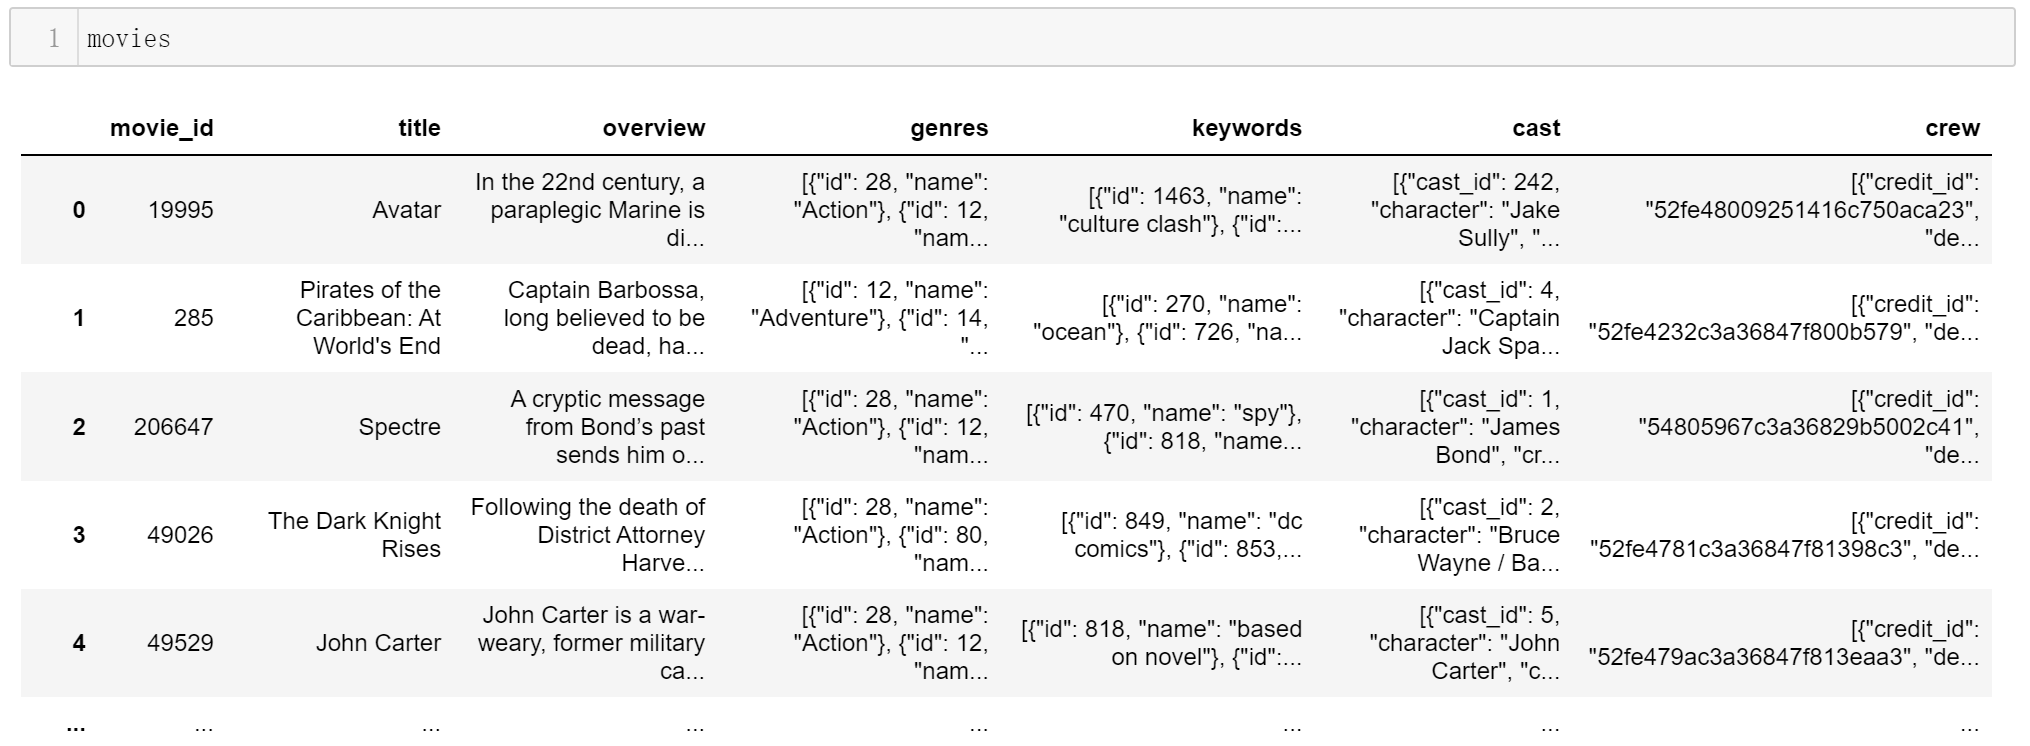 1 movies
movie_id title overview genres keywords cast crew
0 19995 Avatar In the 22nd century, a paraplegic Marine is di... [{"id": 28, "name": "Action"}, {"id": 12, "nam... [{"id": 1463, "name": "culture clash"}, {"id":... [{"cast_id": 242, "character": "Jake Sully", "... [{"credit_id": "52fe48009251416c750aca23", "de...
1 285 Pirates of the Caribbean: At World's End Captain Barbossa, long believed to be dead, ha... [{"id": 12, "name": "Adventure"}, {"id": 14, "... [{"id": 270, "name": "ocean"}, {"id": 726, "na... [{"cast_id": 4, "character": "Captain Jack Spa... [{"credit_id": "52fe4232c3a36847f800b579", "de...
2 206647 Spectre A cryptic message from Bond’s past sends him o... [{"id": 28, "name": "Action"}, {"id": 12, "nam... [{"id": 470, "name": "spy"}, {"id": 818, "name... [{"cast_id": 1, "character": "James Bond", "cr... [{"credit_id": "54805967c3a36829b5002c41", "de...
3 49026 The Dark Knight Rises Following the death of District Attorney Harve... [{"id": 28, "name": "Action"}, {"id": 80, "nam... [{"id": 849, "name": "dc comics"}, {"id": 853,... [{"cast_id": 2, "character": "Bruce Wayne / Ba... [{"credit_id": "52fe4781c3a36847f81398c3", "de...
4 49529 John Carter John Carter is a war-weary, former military ca... [{"id": 28, "name": "Action"}, {"id": 12, "nam... [{"id": 818, "name": "based on novel"}, {"id":... [{"cast_id": 5, "character": "John Carter", "c... [{"credit_id": "52fe479ac3a36847f813eaa3", "de...
... ... ... ... ... ... ... ...